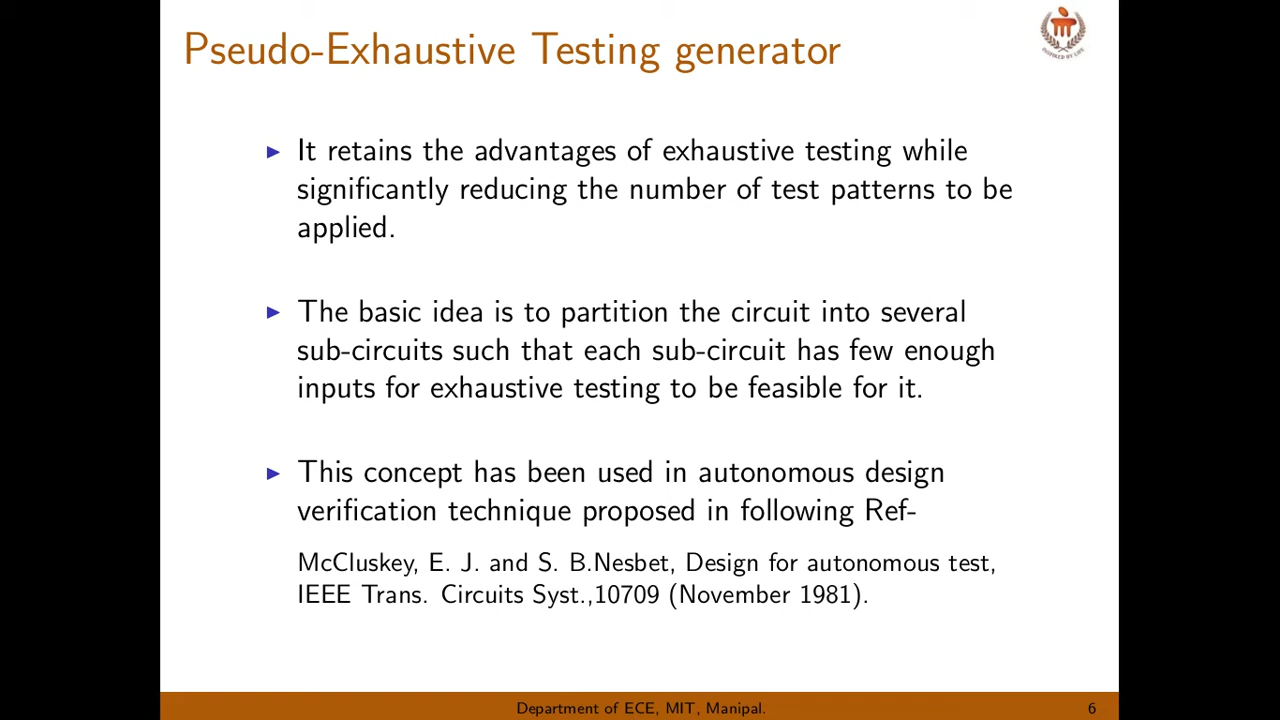 Pseudo-Exhaustive Testing generator
It retains the advantages of exhaustive testing while
significantly reducing the number of test patterns to be
applied.
The basic idea is to partition the circuit into several
sub-circuits such that each sub-circuit has few enough
inputs for exhaustive testing to be feasible for it.
This concept has been used in autonomous design
verification technique proposed in following Ref-
McCluskey, E. J. and S. B.Nesbet, Design for autonomous test,
IEEE Trans. Circuits Syst.,10709 (November 1981).
Department of ECE, MIT, Manipal.
6